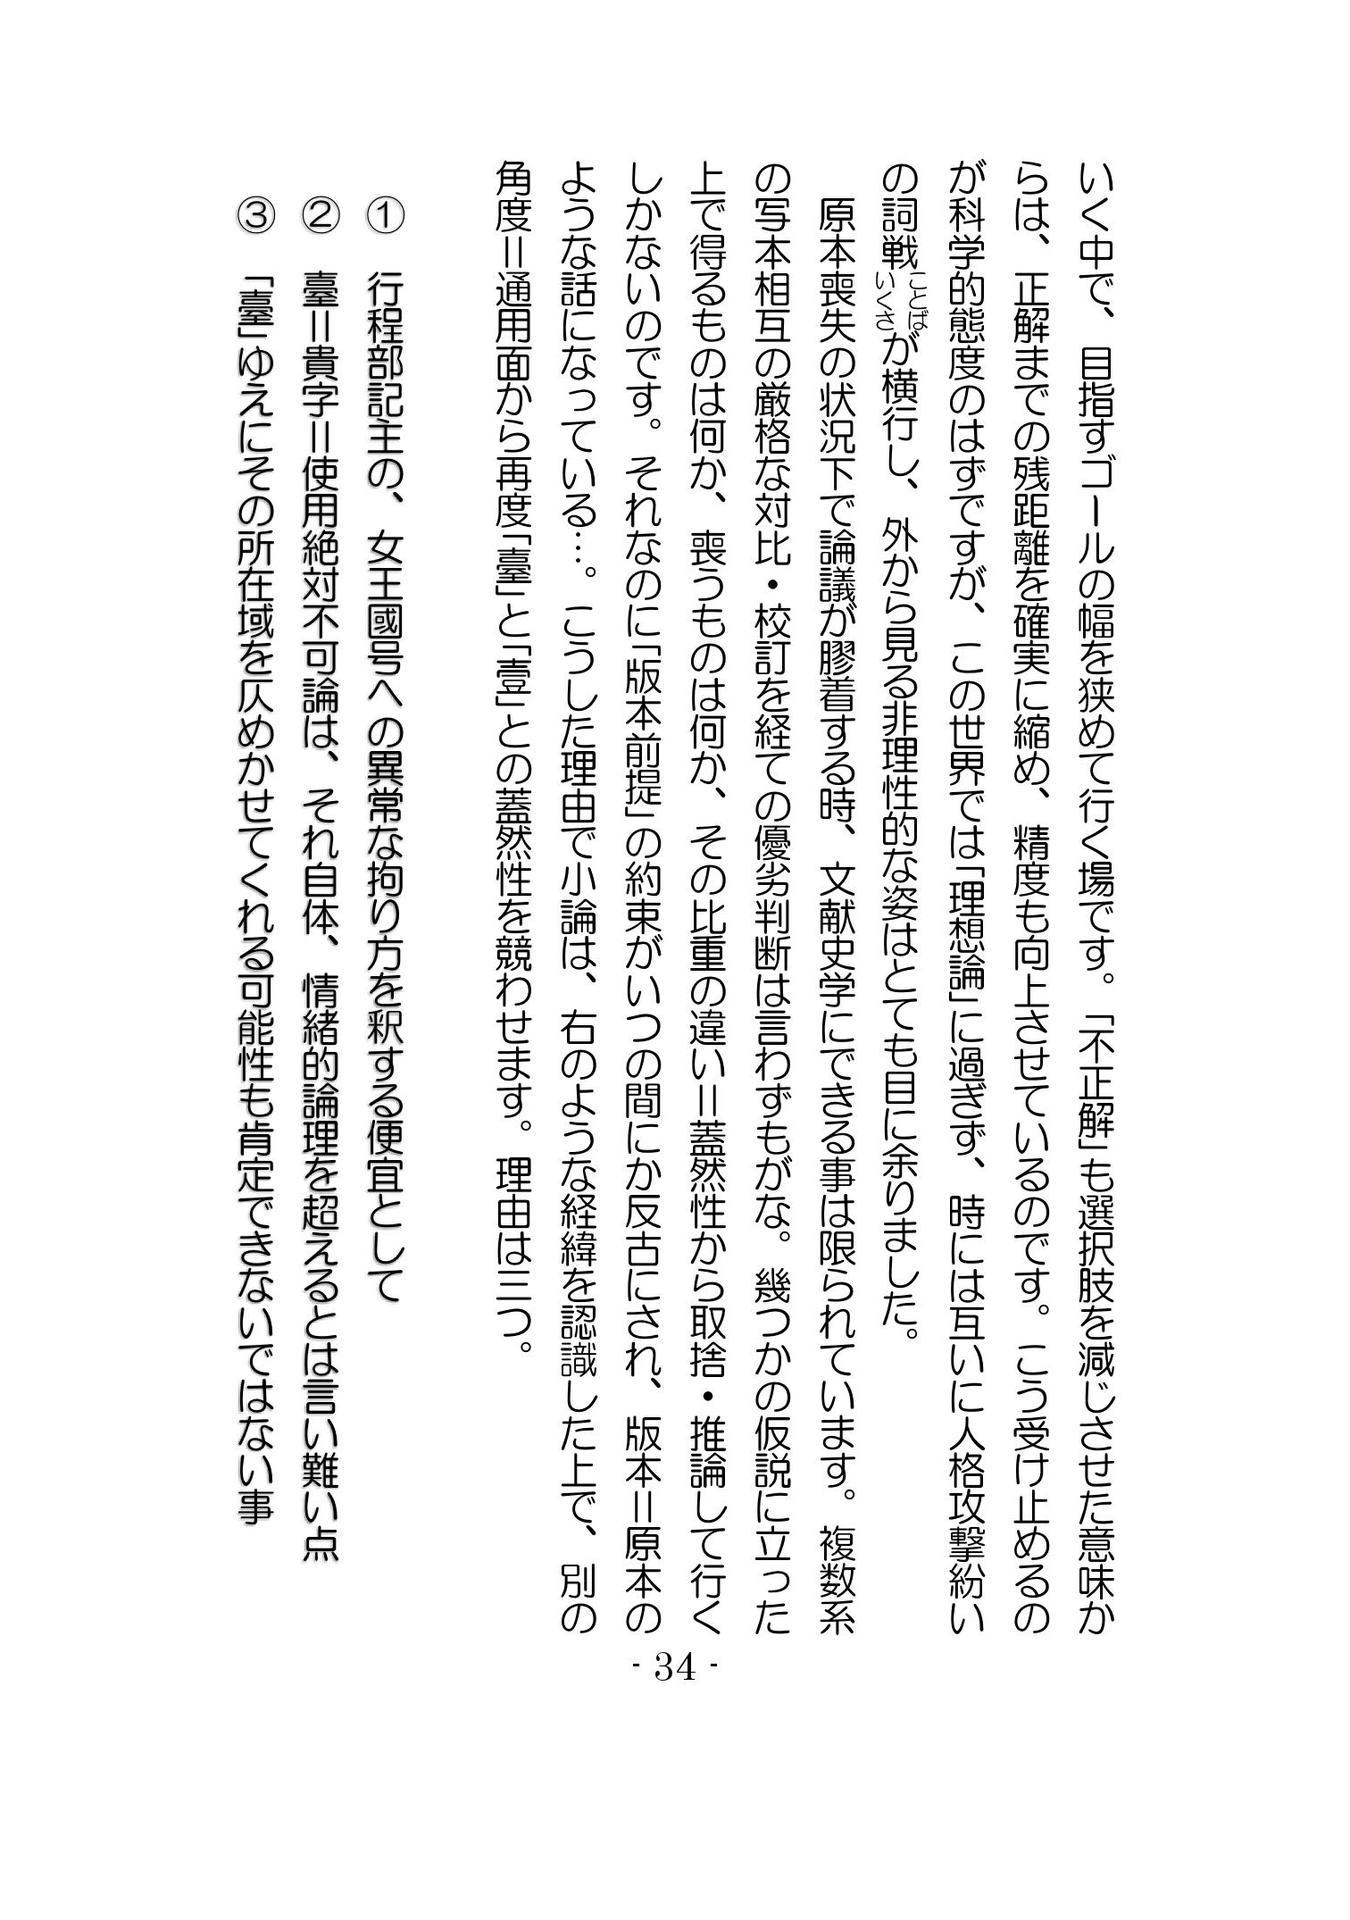 いく中で、目指すゴールの幅を狭めて行く場です。「不正解」も選択肢を減じさせた意味か
らは、正解までの残距離を確実に縮め、精度も向上させているのです。こう受け止めるの
が科学的態度のはずですが、この世界では「理想論」に過ぎず、時には互いに人格攻撃紛い
の詞戦ことばいくさが横行し、外から見る非理性的な姿はとても目に余りました。
　原本喪失の状況下で論議が膠着する時、文献史学にできる事は限られています。複数系
の写本相互の厳格な対比・校訂を経ての優劣判断は言わずもがな。幾つかの仮説に立った
上で得るものは何か、喪うものは何か、その比重の違い＝蓋然性から取捨・推論して行く
しかないのです。それなのに「版本前提」の約束がいつの間にか反古にされ、版本＝原本の
ような話になっている…。こうした理由で小論は、右のような経緯を認識した上で、別の
角度＝通用面から再度「臺」と「壹」との蓋然性を競わせます。理由は三つ。
①　行程部記主の、女王國号への異常な拘り方を釈する便宜として
②　臺＝貴字＝使用絶対不可論は、それ自体、情緒的論理を超えるとは言い難い点
③　「臺」ゆえにその所在域を仄めかせてくれる可能性も肯定できないではない事
- 34 -